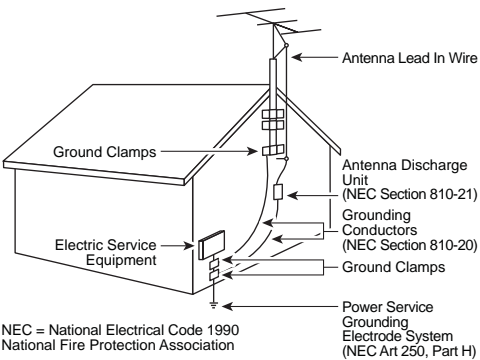 Antenna Lead In Wire
Ground Clamps
Antenna Discharge
Unit
(NEC Section 810-21)
Grounding
Conductors
(NEC Section 810-20)
Electric Service
Equipment
Ground Clamps
Power Service
Grounding
Electrode System
(NEC Art 250, Part H)
NEC = National Electrical Code 1990
National Fire Protection Association